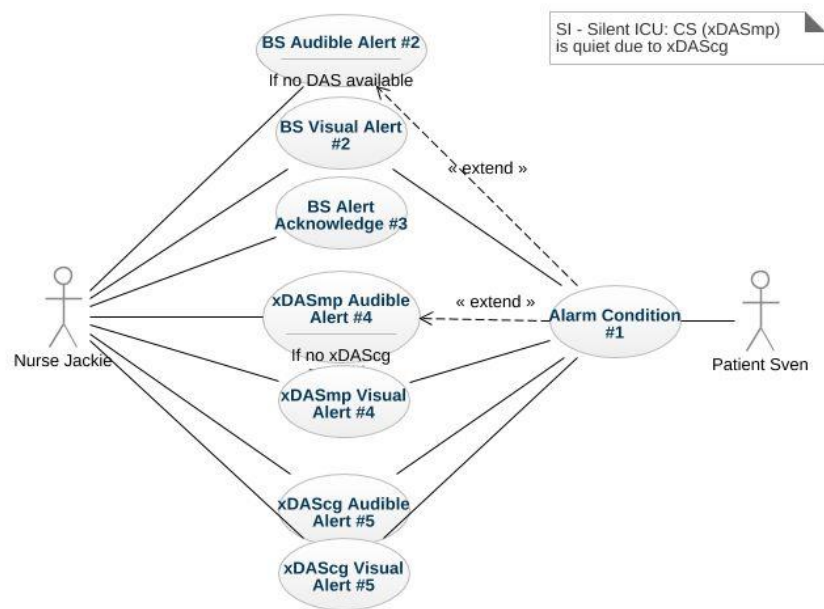 BS Audible Alert #2
If no DAS available
SI - Silent ICU: CS (xDASmp)
is quiet due to xDAScg
BS Visual Alert
#2
« extend »
BS Alert
Acknowledge #3
xDASmp Audible
Alert #4
If no xDAScg
« extend »
Alarm Condition
#1
Nurse Jackie
Patient Sven
xDASmp Visual
Alert #4
xDAScg Audible
Alert #5
xDAScg Visual
Alert #5